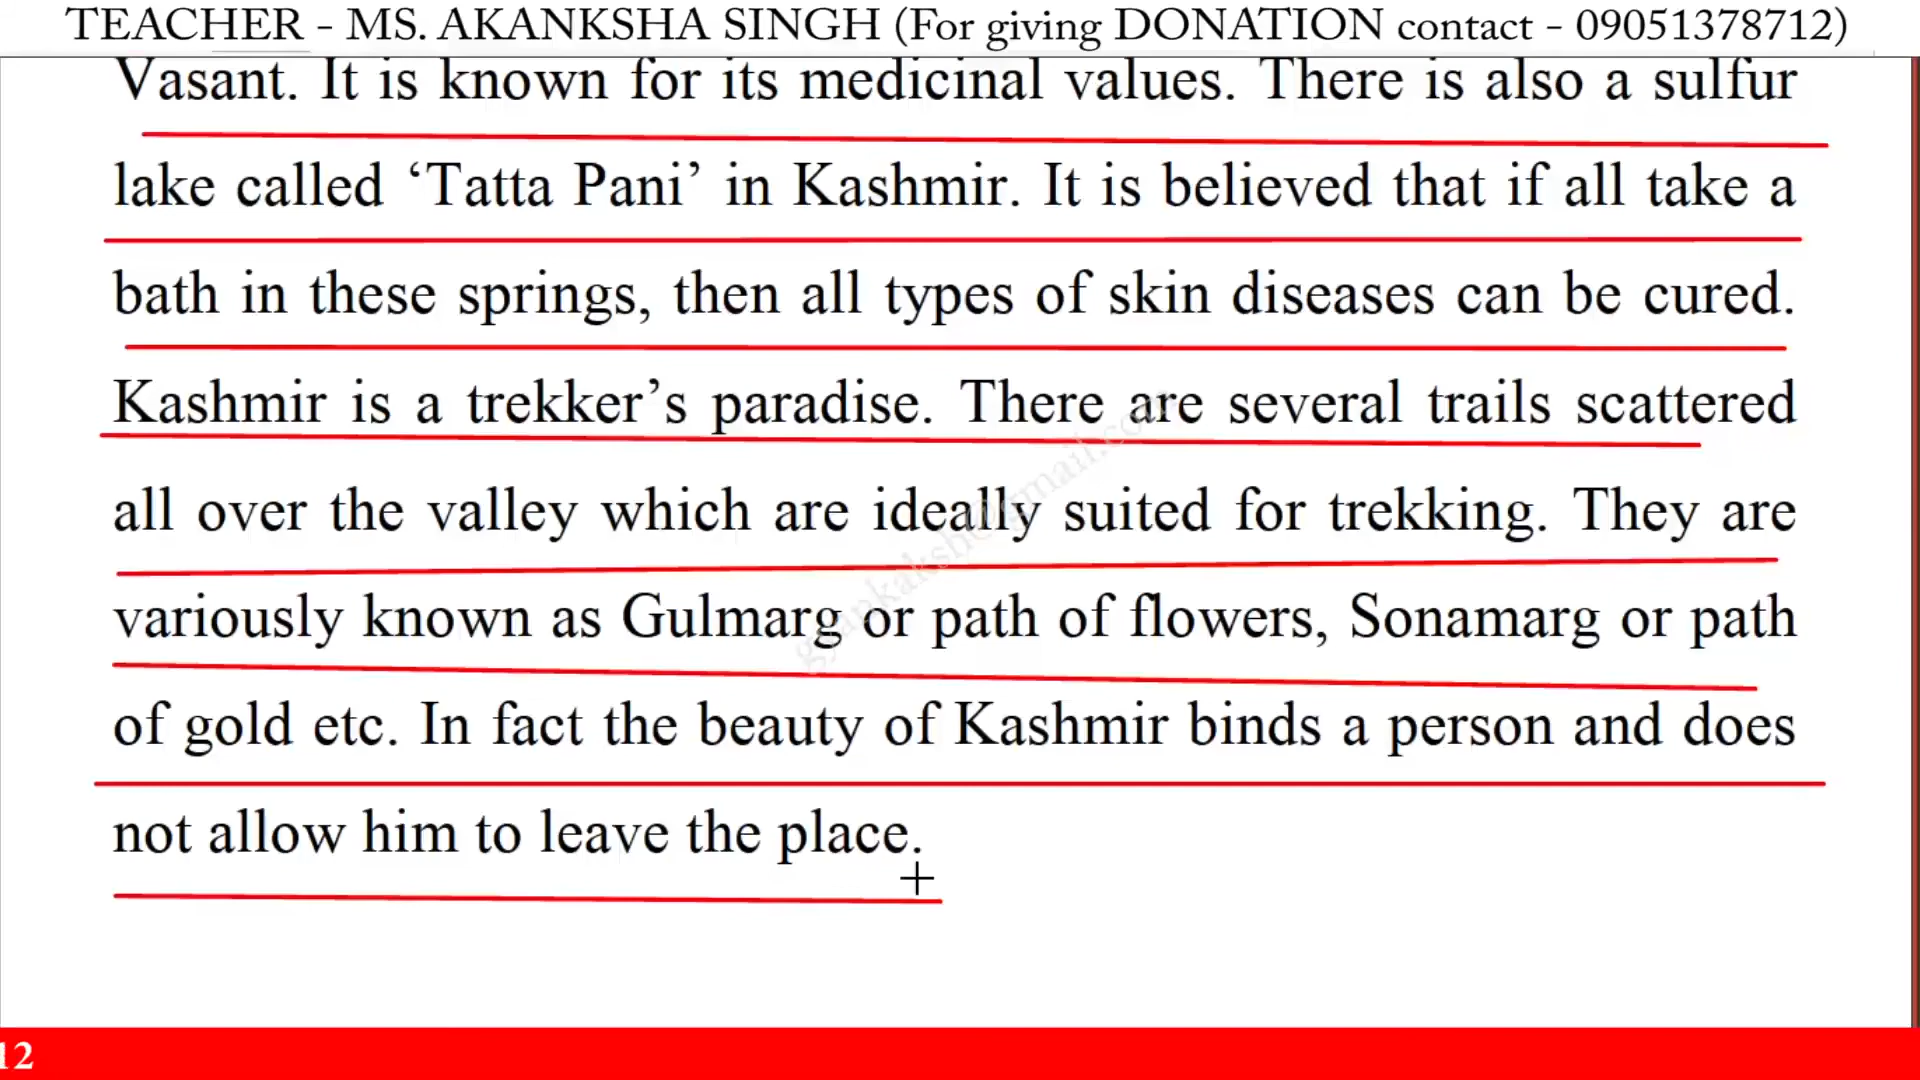 TEACHER - MS. AKANKSHA SINGH (For giving DONATION contact - 09051378712)
Vasant. It is known for its medicinal values. There is also a sulfur
lake called ‘Tatta Pani’ in Kashmir. It is believed that if all take a
bath in these springs, then all types of skin diseases can be cured.
Kashmir is a trekker’s paradise. There are several trails scattered
all over the valley which are ideally suited for trekking. They are
variously known as Gulmarg or path of flowers, Sonamarg or path
of gold etc. In fact the beauty of Kashmir binds a person and does
not allow him to leave the place.
12